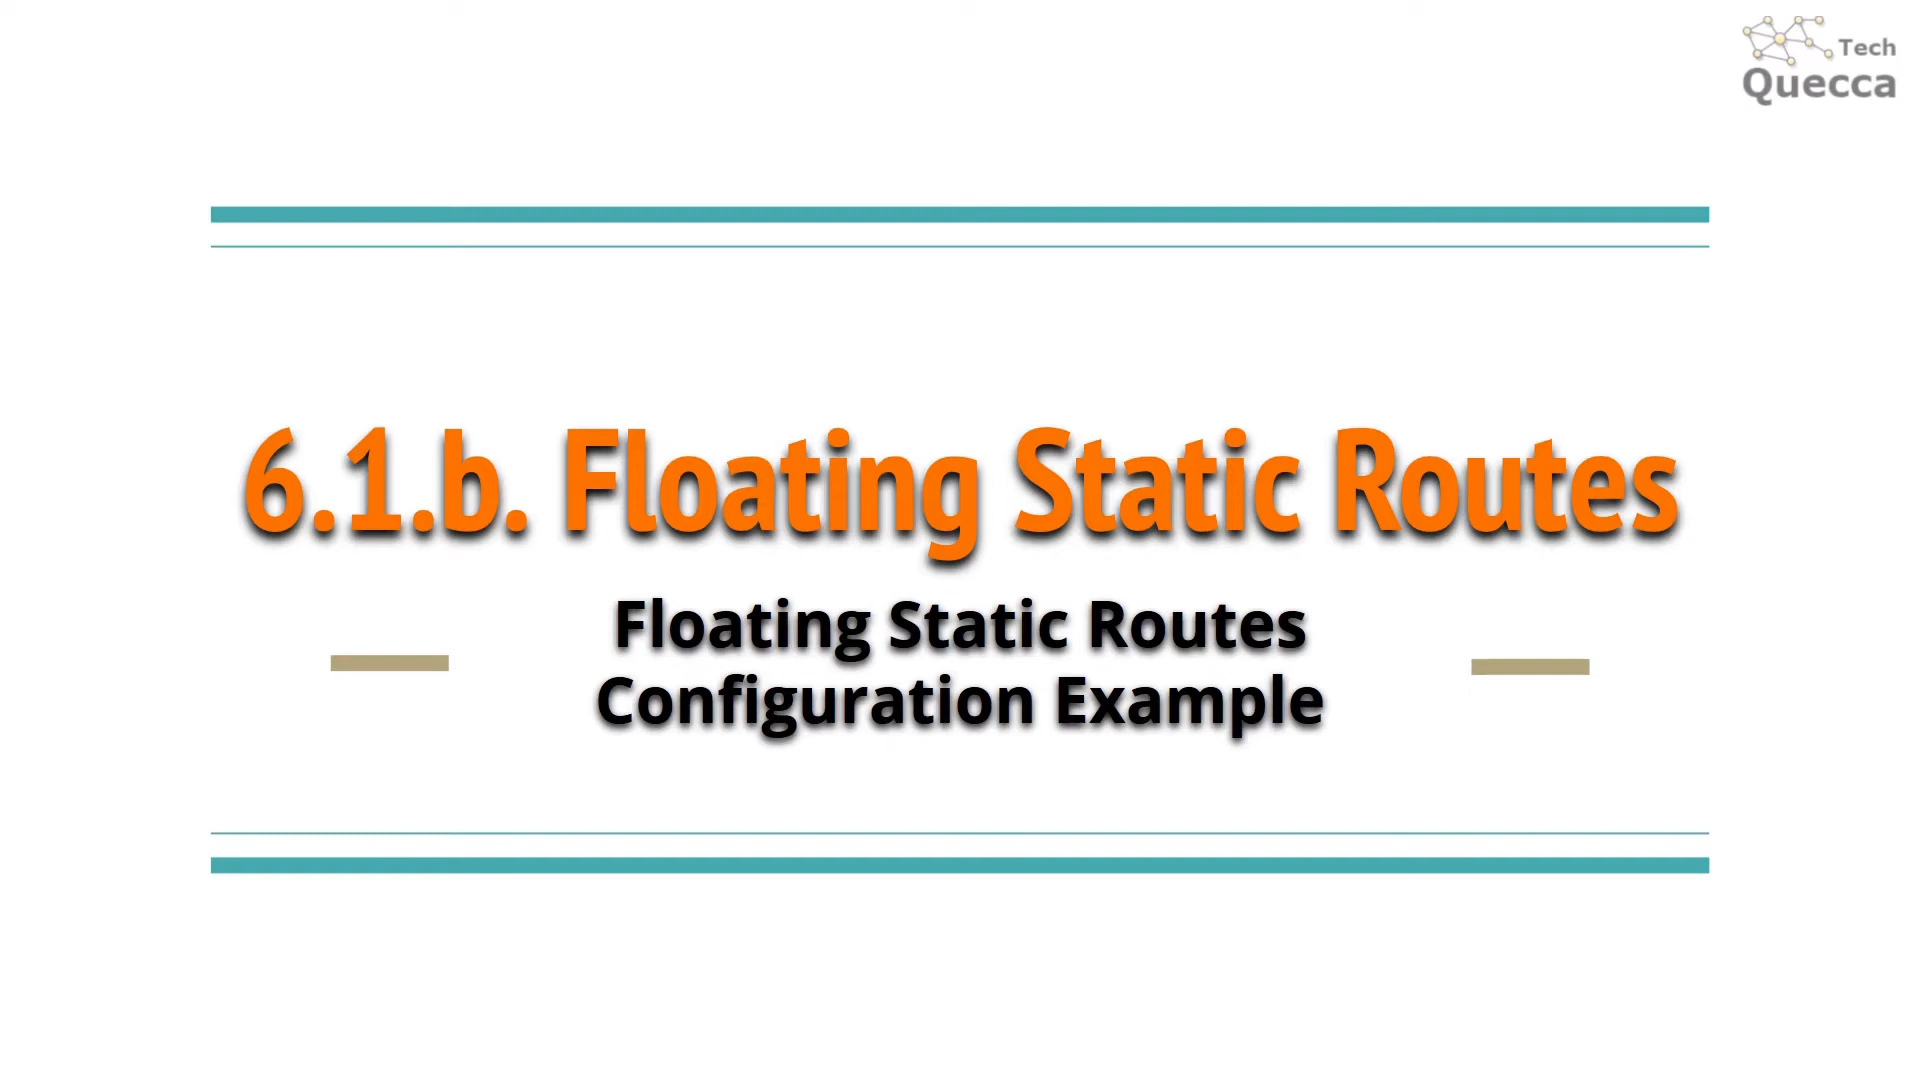 Tech
Quecca
6.1.b. Floating Static Routes
Floating Static Routes
Configuration Example